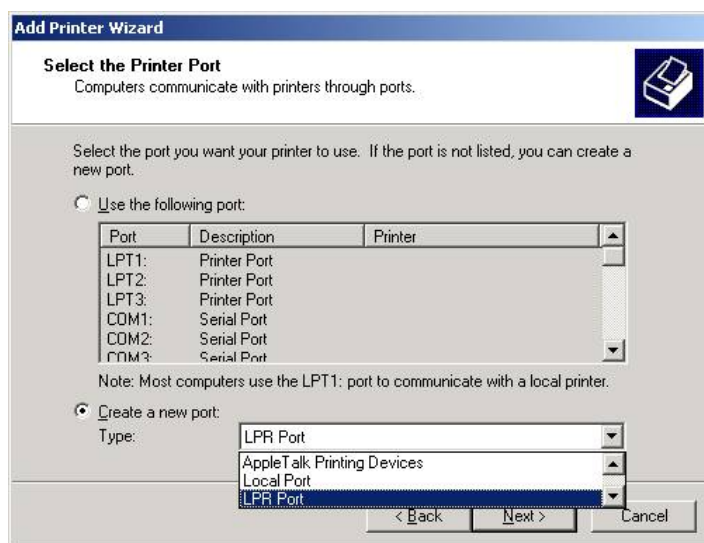 Add Printer Wizard
Select the Printer Port
Computers communicate with printers through ports.
Select the port you want your printer to use. If the port is not listed, you can create a
new port.
Use the following port:
Port Description Printer
LPT1: Printer Port
LPT2: Printer Port
LPT3: Printer Port
COM1: Serial Port
COM2: Serial Port
COM3: Serial Port
Note: Most computers use the LPT1: port to communicate with a local printer.
Create a new port:
Type: LPR Port
AppleTalk Printing Devices
Local Port
LPR Port
< Back Next > Cancel